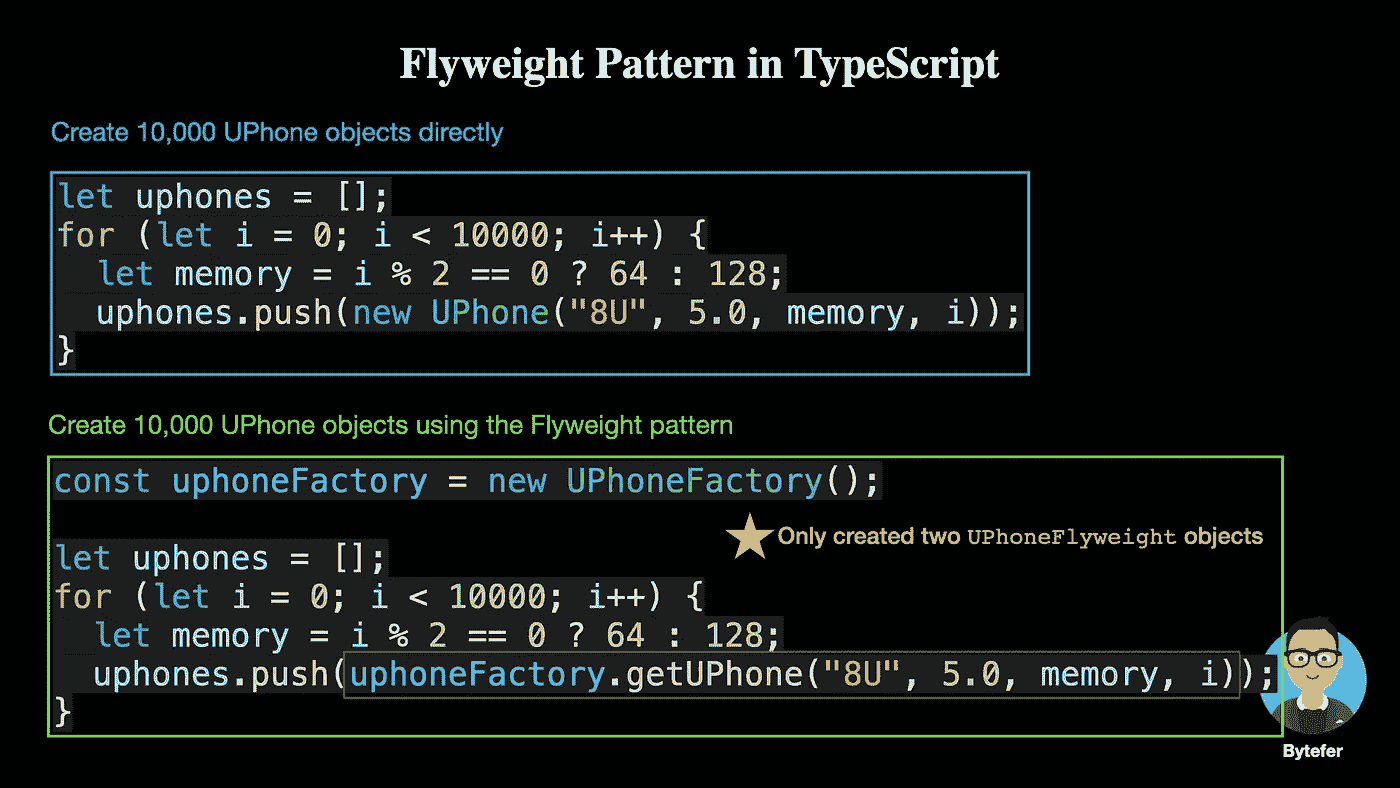 Flyweight Pattern in TypeScript
Create 10,000 UPhone objects directly
let uphones = [];
for (let i = 0; i < 10000; i++) {
  let memory = i % 2 == 0 ? 64 : 128;
  uphones.push(new UPhone("8U", 5.0, memory, i));
}
Create 10,000 UPhone objects using the Flyweight pattern
const uphoneFactory = new UPhoneFactory();
Only created two UPhoneFlyweight objects
let uphones = [];
for (let i = 0; i < 10000; i++) {
  let memory = i % 2 == 0 ? 64 : 128;
  uphones.push(uphoneFactory.getUPhone("8U", 5.0, memory, i));
}
Bytefer